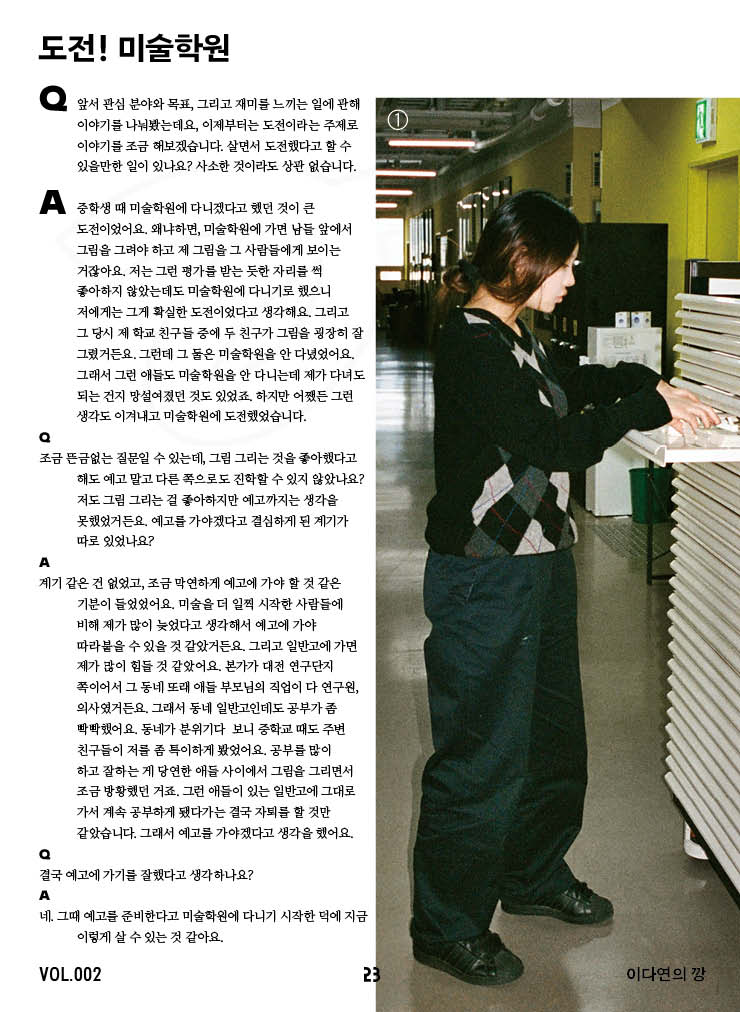 도전! 미술학원
Q 앞서 관심 분야와 목표, 그리고 재미를 느끼는 일에 관해
이야기를 나눠봤는데요, 이제부터는 도전이라는 주제로
이야기를 조금 해보겠습니다. 살면서 도전했다고 할 수
있을만한 일이 있나요? 사소한 것이라도 상관 없습니다.
A 중학생 때 미술학원에 다니겠다고 했던 것이 큰
도전이었어요. 왜냐하면, 미술학원에 가면 남들 앞에서
그림을 그려야 하고 제 그림을 그 사람들에게 보이는
거잖아요. 저는 그런 평가를 받는 듯한 자리를 썩
좋아하지 않았는데도 미술학원에 다니기로 했으니
저에게는 그게 확실한 도전이었다고 생각해요. 그리고
그 당시 제 학교 친구들 중에 두 친구가 그림을 굉장히 잘
그렸거든요. 그런데 그 둘은 미술학원을 안 다녔었어요.
그래서 그런 애들도 미술학원을 안 다니는데 제가 다녀도
되는 건지 망설여졌던 것도 있었죠. 하지만 어쨌든 그런
생각도 이겨내고 미술학원에 도전했었습니다.
Q
조금 뜬금없는 질문일 수 있는데, 그림 그리는 것을 좋아했다고
해도 예고 말고 다른 쪽으로도 진학할 수 있지 않았나요?
저도 그림 그리는 걸 좋아하지만 예고까지는 생각을
못했었거든요. 예고를 가야겠다고 결심하게 된 계기가
따로 있었나요?
A
계기 같은 건 없었고, 조금 막연하게 예고에 가야 할 것 같은
기분이 들었었어요. 미술을 더 일찍 시작한 사람들에
비해 제가 많이 늦었다고 생각해서 예고에 가야
따라붙을 수 있을 것 같았거든요. 그리고 일반고에 가면
제가 많이 힘들 것 같았어요. 본가가 대전 연구단지
쪽이어서 그 동네 또래 애들 부모님의 직업이 다 연구원,
의사였거든요. 그래서 동네 일반고인데도 공부가 좀
빡빡했어요. 동네가 분위기다 보니 중학교 때도 주변
친구들이 저를 좀 특이하게 봤었어요. 공부를 많이
하고 잘하는 게 당연한 애들 사이에서 그림을 그리면서
조금 방황했던 거죠. 그런 애들이 있는 일반고에 그대로
가서 계속 공부하게 됐다가는 결국 자퇴를 할 것만
같았습니다. 그래서 예고를 가야겠다고 생각을 했어요.
Q
결국 예고에 가기를 잘했다고 생각하나요?
A
네. 그때 예고를 준비한다고 미술학원에 다니기 시작한 덕에 지금
이렇게 살 수 있는 것 같아요.
①
VOL.002
23
이다연의 깡